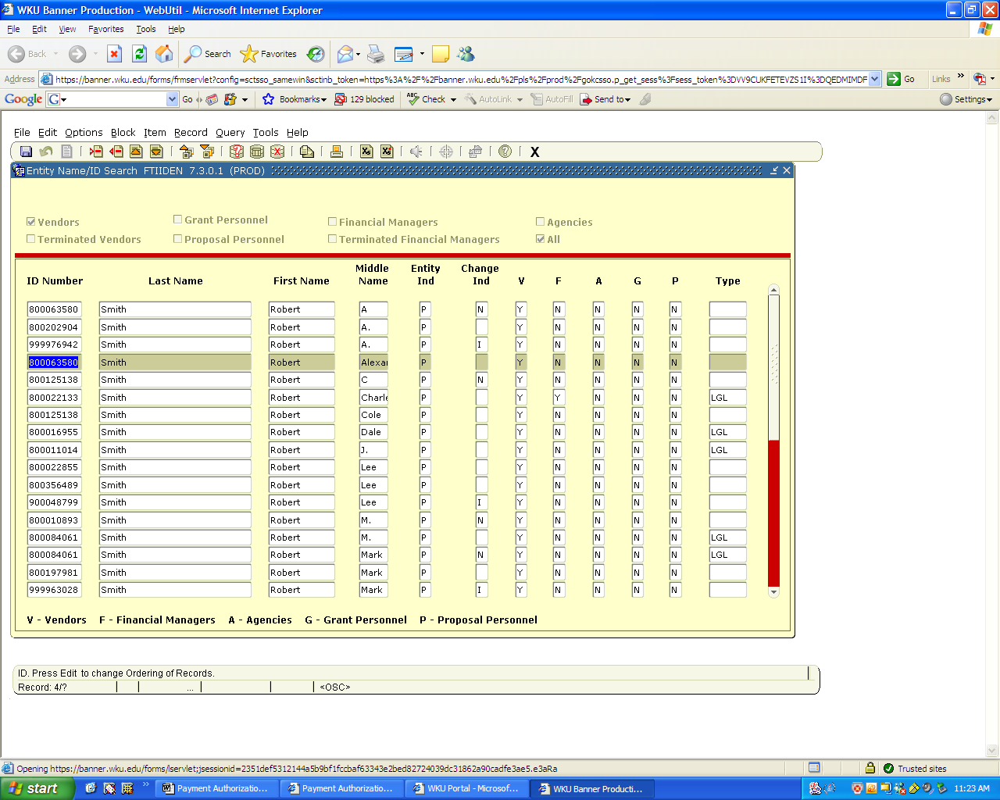 WKU Banner Production - WebUtil - Microsoft Internet Explorer
File Edit View Favorites Tools Help
Back Search Favorites
Address https://banner.wku.edu/forms/frmservlet?config=sctsso_samewin&sctinb_token=https%3A%2F%2Fbanner.wku.edu%2Fpls%2Fprod%2Fgokcsso.p_get_sess%3Fsess_token%3DVV9CUKFETEVZS1I%3DQEDMIMDF Go Links »
Google G Go Bookmarks 129 blocked Check AutoLink AutoFill Send to Settings
File Edit Options Block Item Record Query Tools Help
X
Entity Name/ID Search FTIIDEN 7.3.0.1 (PROD)
Vendors Grant Personnel Financial Managers Agencies
Terminated Vendors Proposal Personnel Terminated Financial Managers All
ID Number Last Name First Name Middle Name Entity Ind Change Ind V F A G P Type
800063580 Smith Robert A P N Y N N N N
800202904 Smith Robert A. P Y N N N N
999976942 Smith Robert A. P I Y N N N N
800063580 Smith Robert Alexa P Y N N N N
800125138 Smith Robert C P N Y N N N N
800022133 Smith Robert Charle P Y Y N N N LGL
800125138 Smith Robert Cole P Y N N N N
800016955 Smith Robert Dale P Y N N N N LGL
800011014 Smith Robert J. P Y N N N N LGL
800022855 Smith Robert Lee P Y N N N N
800356489 Smith Robert Lee P Y N N N N
900048799 Smith Robert Lee P I Y N N N N
800010893 Smith Robert M. P N Y N N N N
800084061 Smith Robert M. P Y N N N N LGL
800084061 Smith Robert Mark P N Y N N N N LGL
800197981 Smith Robert Mark P Y N N N N
999963028 Smith Robert Mark P I Y N N N N
V - Vendors F - Financial Managers A - Agencies G - Grant Personnel P - Proposal Personnel
ID. Press Edit to change Ordering of Records.
Record: 4/? ... <OSC>
Opening https://banner.wku.edu/forms/lservlet;jsessionid=2351def5312144a5b9bf1fccbaf63343e2bed82724039dc31862a90cadfe3ae5.e3aRa Trusted sites
start » Payment Authorizatio... Payment Authorizatio... WKU Portal - Microsof... WKU Banner Producti... 11:23 AM